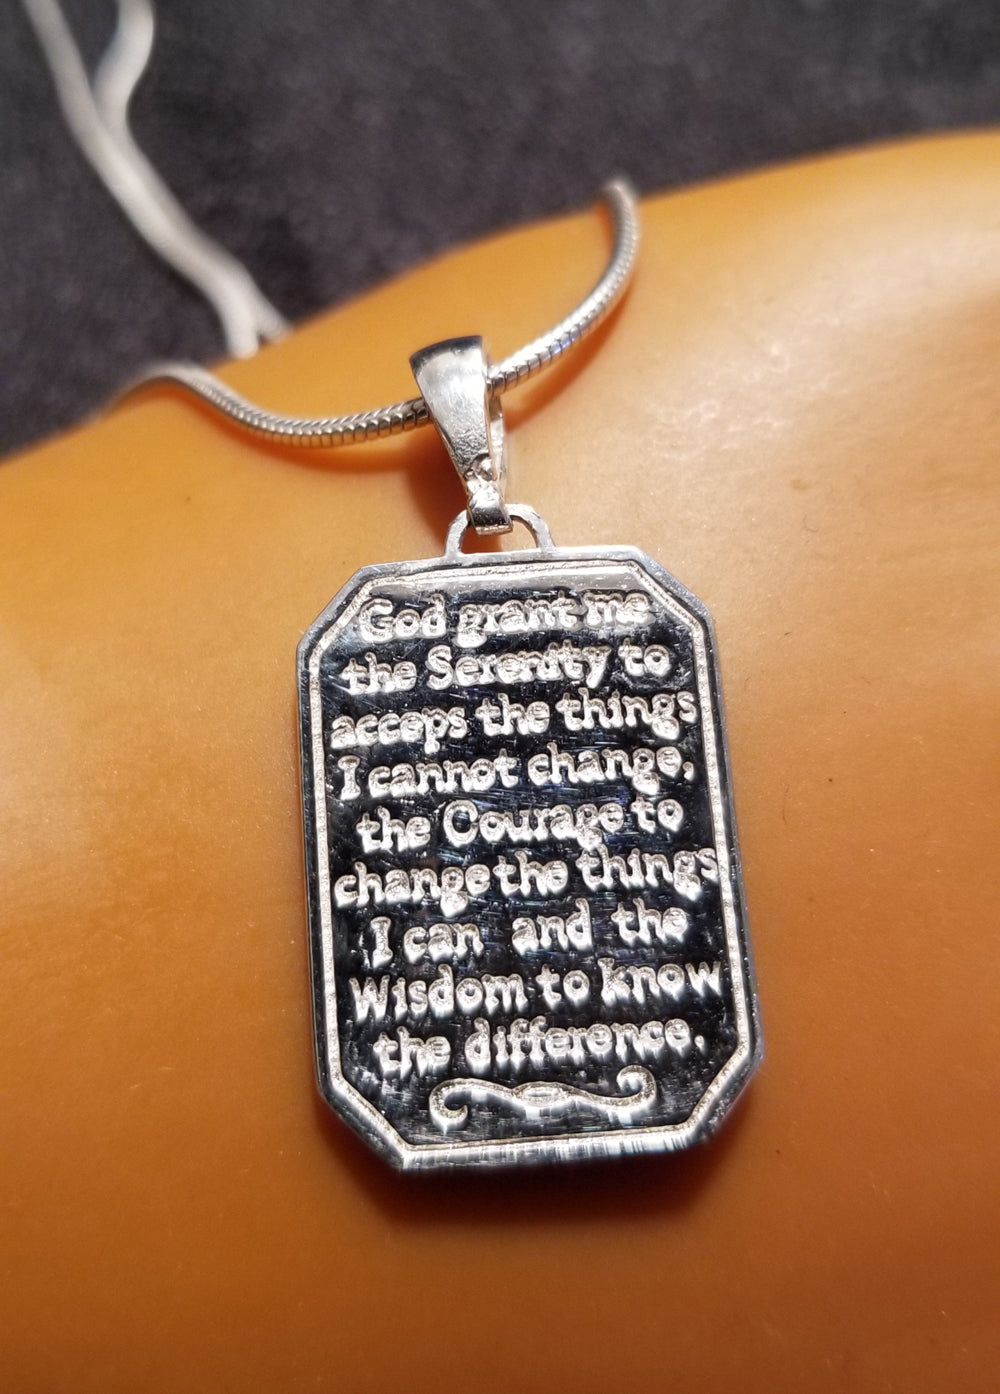 God grant me
the Serenity to
acceps the things
I cannot change,
the Courage to
change the things
I can and the
Wisdom to know
the difference.